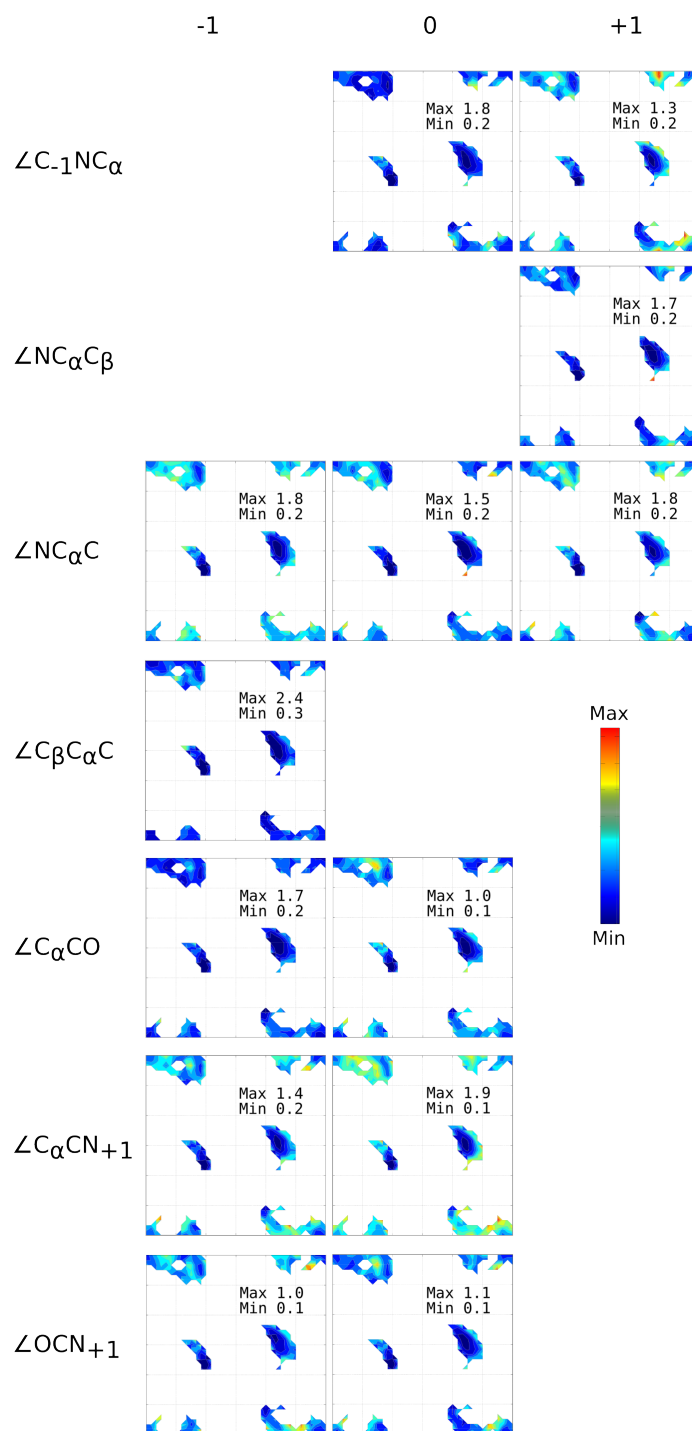 -1 0 +1
∠C-1NCα
Max 1.8
Min 0.2
Max 1.3
Min 0.2
∠NCαCβ
Max 1.7
Min 0.2
∠NCαC
Max 1.8
Min 0.2
Max 1.5
Min 0.2
Max 1.8
Min 0.2
∠CβCαC
Max 2.4
Min 0.3
Max
Min
∠CαCO
Max 1.7
Min 0.2
Max 1.0
Min 0.1
∠CαCN+1
Max 1.4
Min 0.2
Max 1.9
Min 0.1
∠OCN+1
Max 1.0
Min 0.1
Max 1.1
Min 0.1